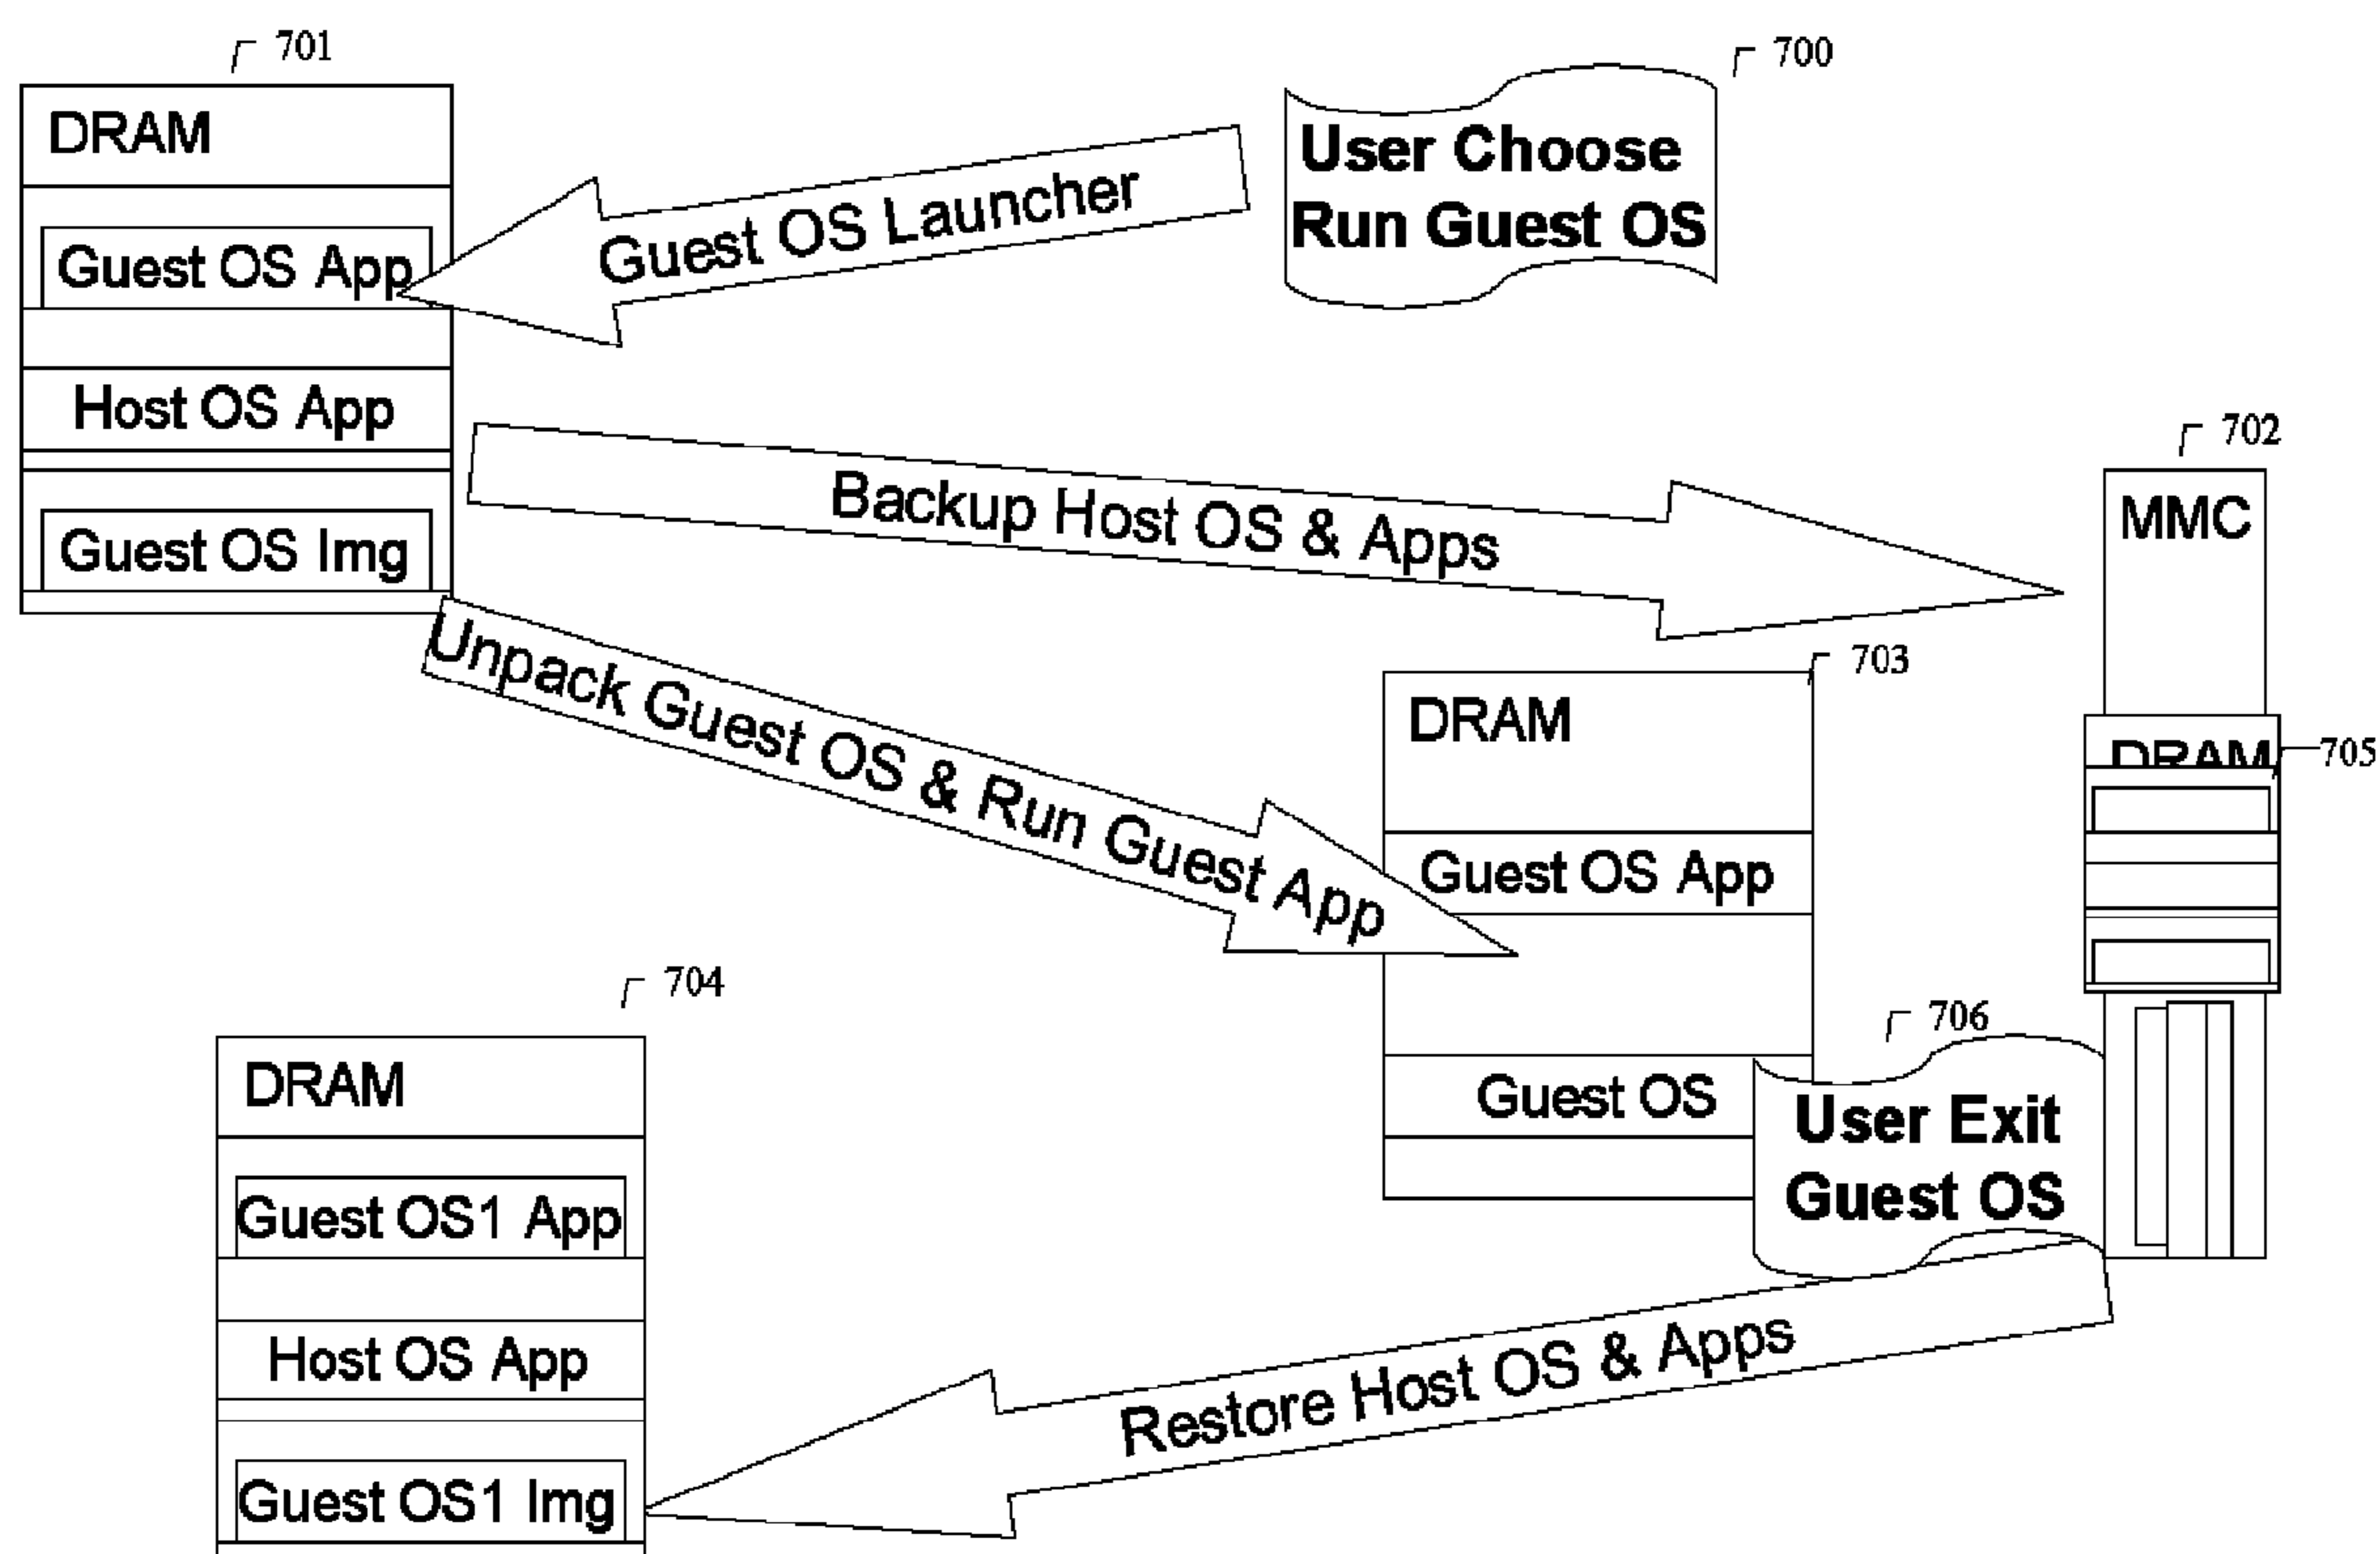 701
700
DRAM
User Choose
Run Guest OS
Guest OS Launcher
Guest OS App
Host OS App
Guest OS Img
702
MMC
Backup Host OS & Apps
Unpack Guest OS & Run Guest App
703
DRAM
DRAM
705
Guest OS App
Guest OS
706
User Exit
Guest OS
704
DRAM
Guest OS1 App
Host OS App
Guest OS1 Img
Restore Host OS & Apps